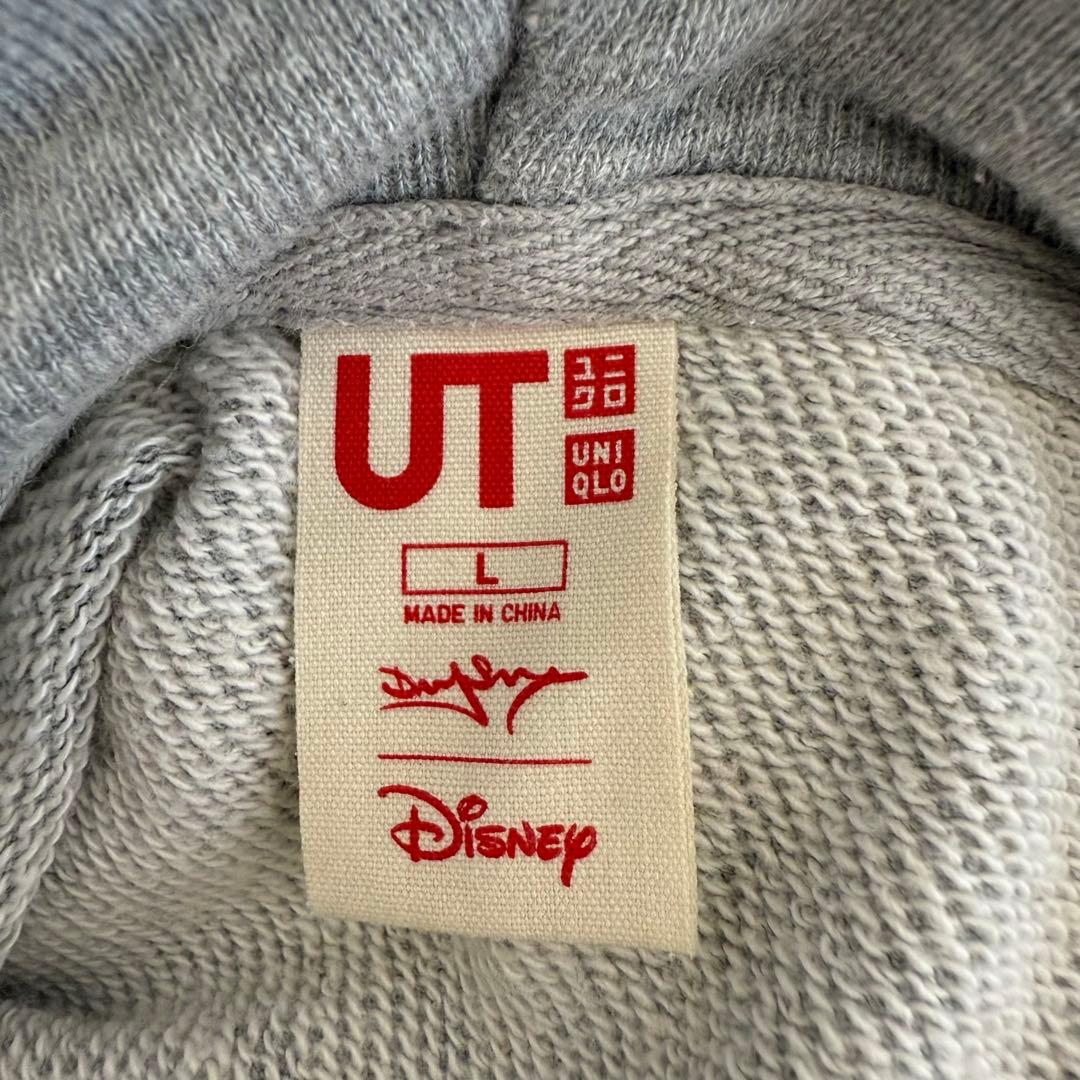 UT
ユニ
クロ
UNI
QLO
L
MADE IN CHINA
Disney